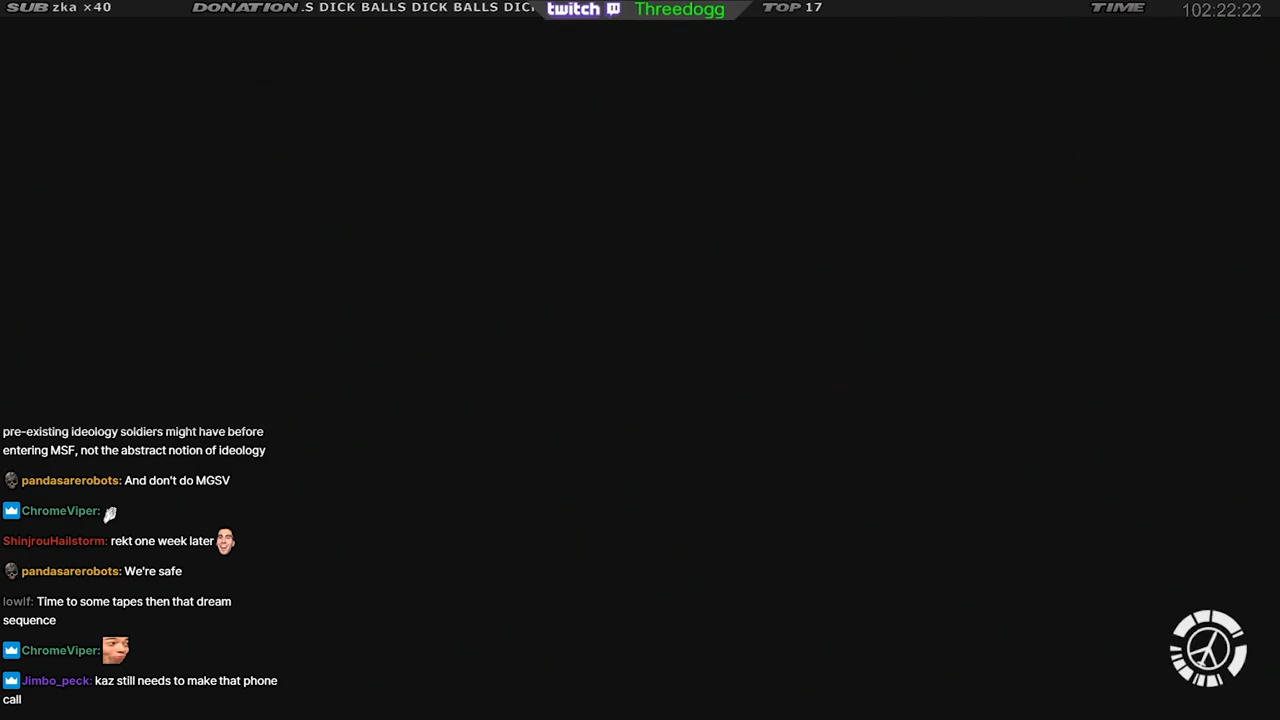 SUB zka ×40
DONATION .S DICK BALLS DICK BALLS DIC
twitch Threedogg
TOP 17
TIME 102:22:22
pre-existing ideology soldiers might have before
entering MSF, not the abstract notion of ideology
pandasarerobots: And don't do MGSV
ChromeViper:
ShinjrouHailstorm: rekt one week later
pandasarerobots: We're safe
lowlf: Time to some tapes then that dream
sequence
ChromeViper:
Jimbo_peck: kaz still needs to make that phone
call